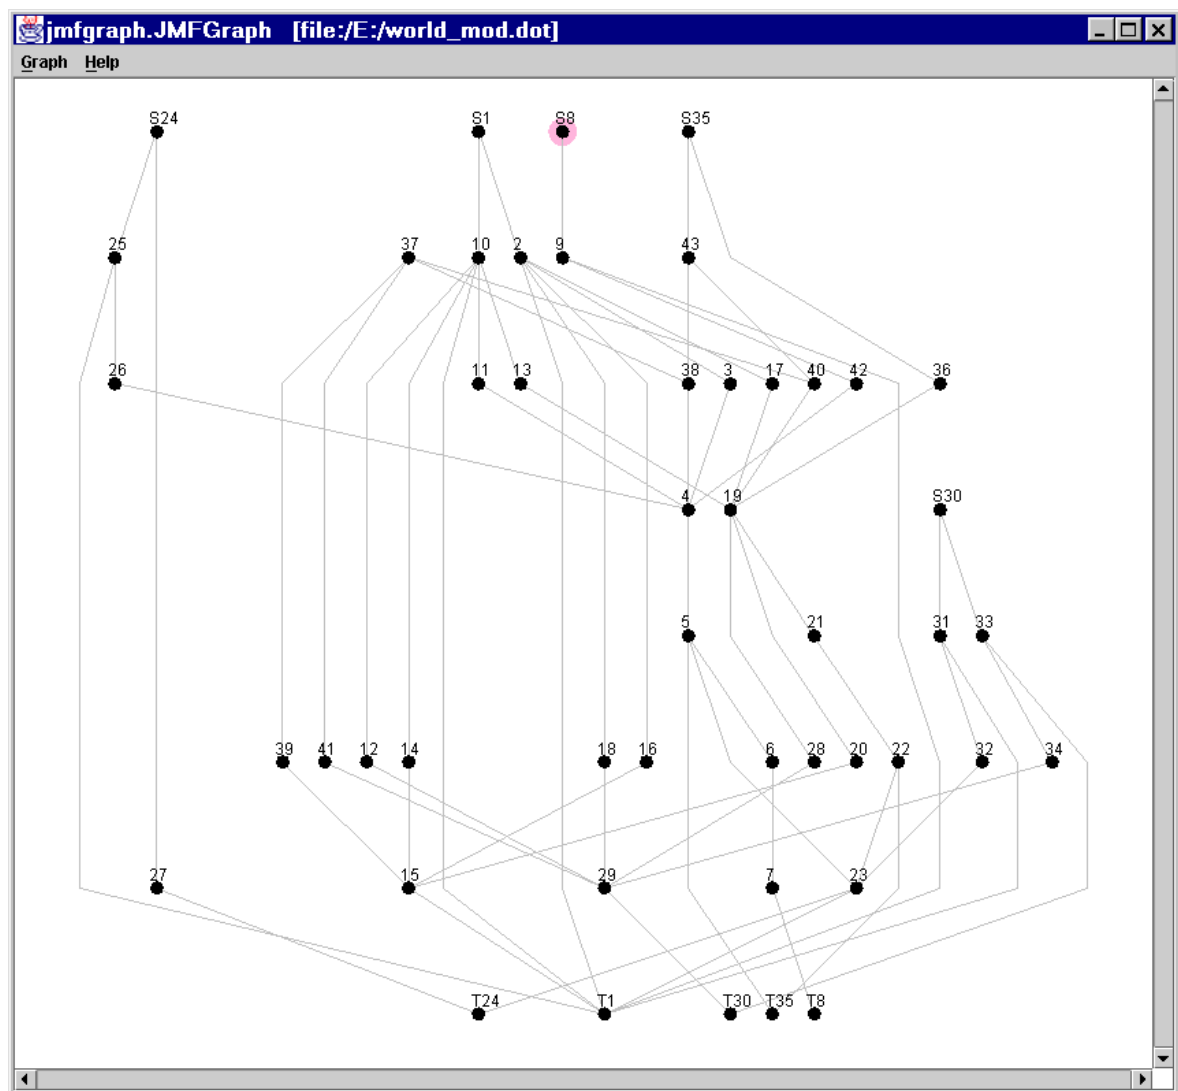 jmfgraph.JMFGraph [file:/E:/world_mod.dot]
Graph Help
S24 S1 S8 S35
25 37 10 2 9 43
26 11 13 38 3 17 40 42 36
4 19 S30
5 21 31 33
39 41 12 14 18 16 6 28 20 22 32 34
27 15 29 7 23
T24 T1 T30 T35 T8